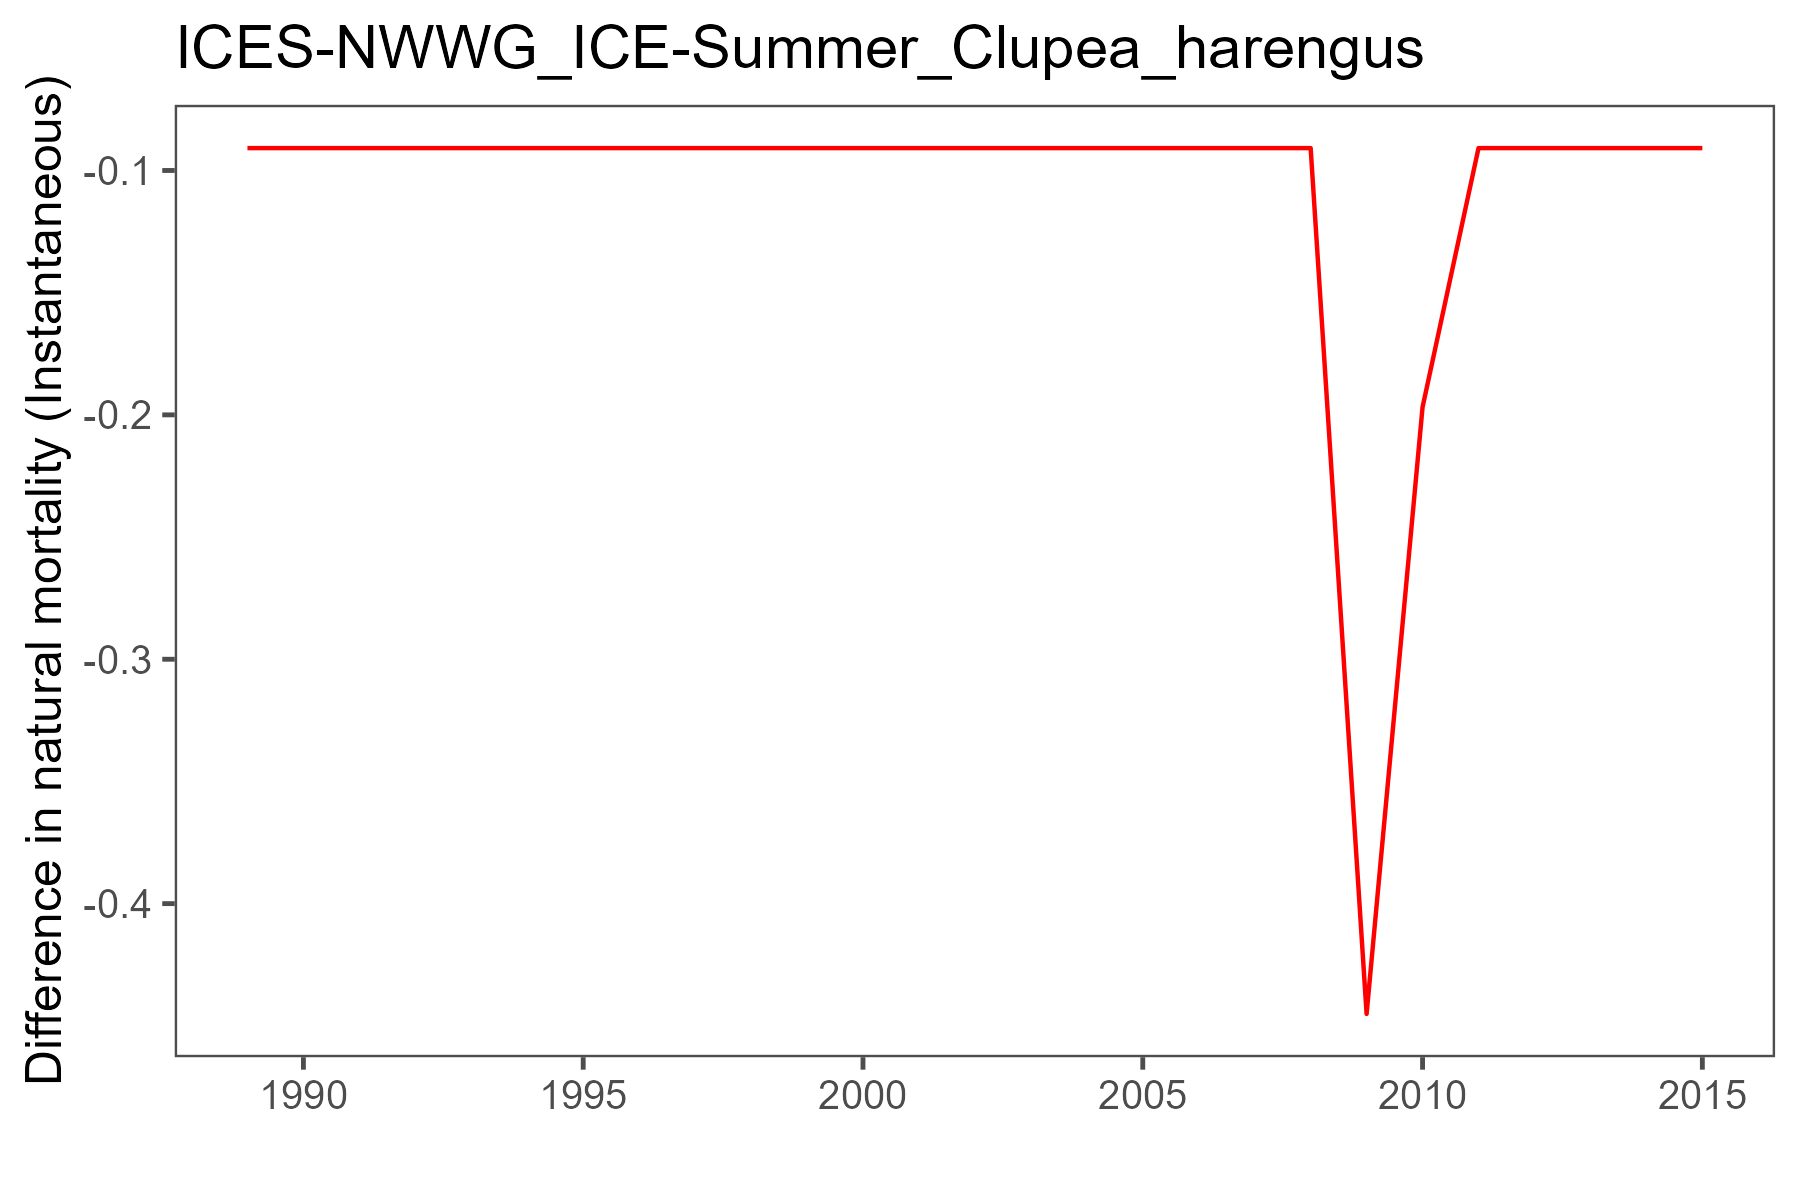 ICES-NWWG_ICE-Summer_Clupea_harengus
Difference in natural mortality (Instantaneous)
-0.1
-0.2
-0.3
-0.4
1990 1995 2000 2005 2010 2015